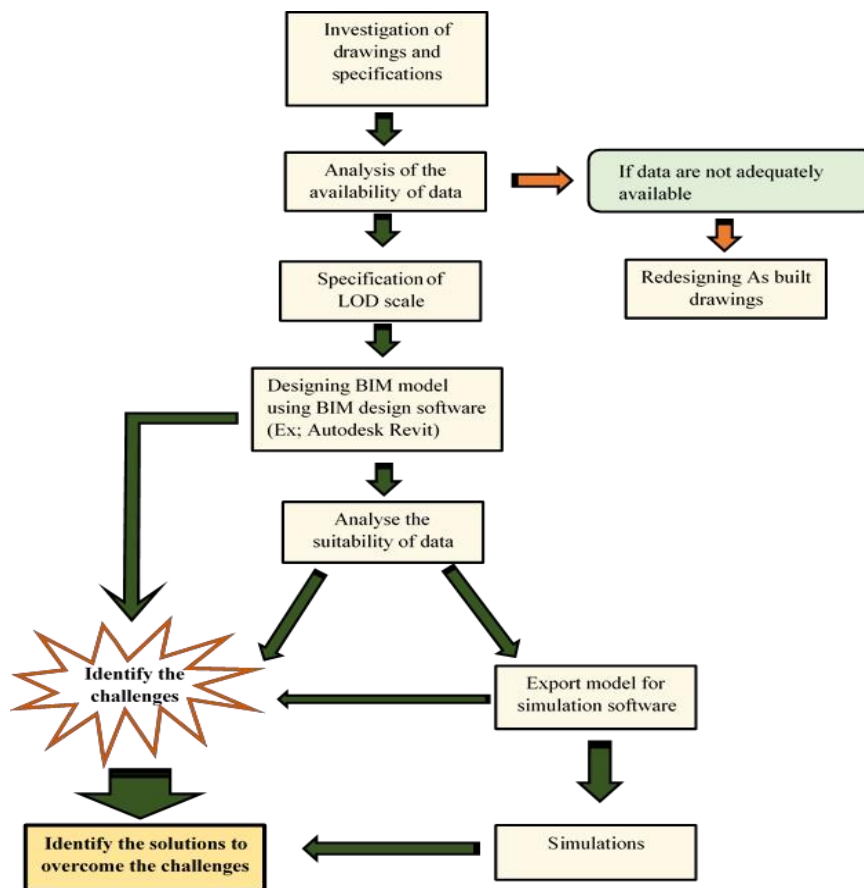 Investigation of
drawings and
specifications
Analysis of the
availability of data
If data are not adequately
available
Specification of
LOD scale
Redesigning As built
drawings
Designing BIM model
using BIM design software
(Ex; Autodesk Revit)
Analyse the
suitability of data
Identify the
challenges
Export model for
simulation software
Identify the solutions to
overcome the challenges
Simulations